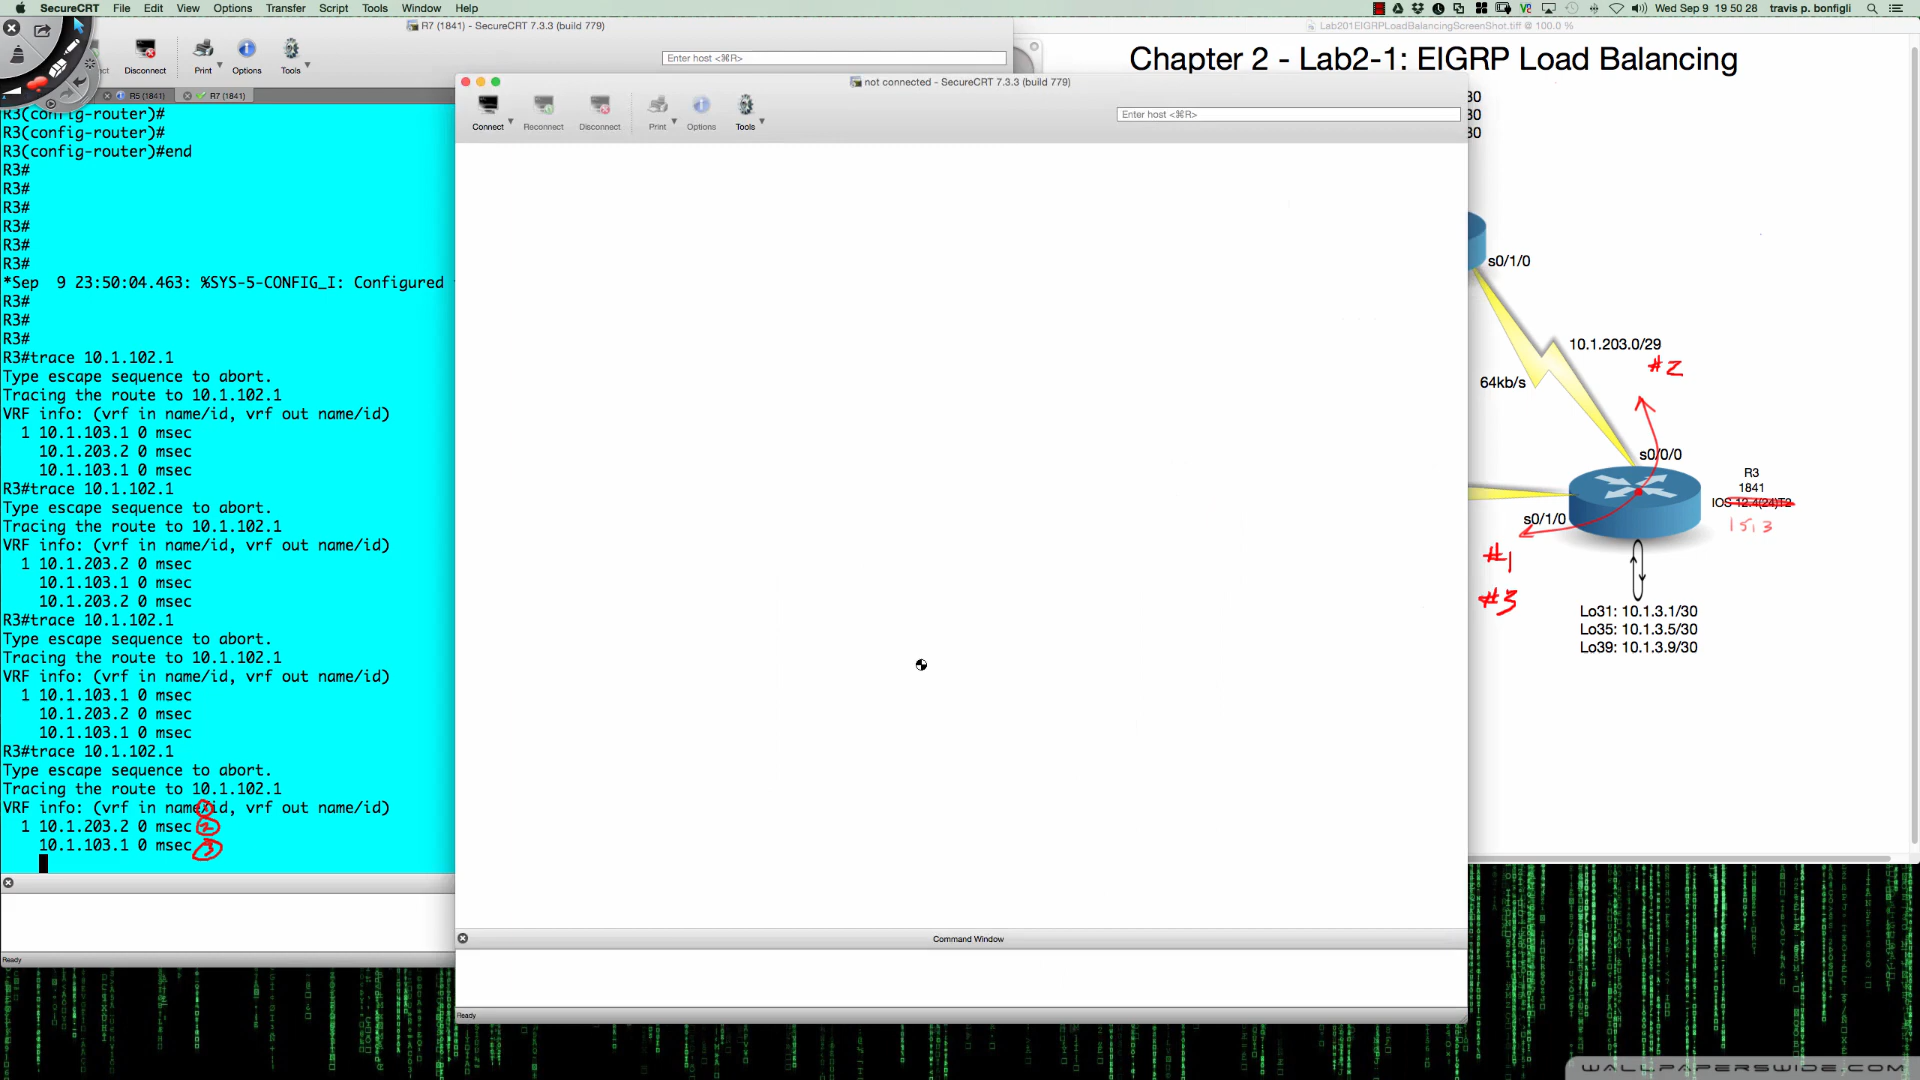 SecureCRT File Edit View Options Transfer Script Tools Window Help
Wed Sep 9 19 50 28 travis p. bonfigli
R7 (1841) - SecureCRT 7.3.3 (build 779)
Lab201EIGRPLoadBalancingScreenShot.tiff @ 100.0 %
Disconnect Print Options Tools
Enter host <⌘R>
R5 (1841) R7 (1841)
R3(config-router)#
R3(config-router)#
R3(config-router)#end
R3#
R3#
R3#
R3#
R3#
R3#
*Sep 9 23:50:04.463: %SYS-5-CONFIG_I: Configured
R3#
R3#
R3#
R3#trace 10.1.102.1
Type escape sequence to abort.
Tracing the route to 10.1.102.1
VRF info: (vrf in name/id, vrf out name/id)
1 10.1.103.1 0 msec
10.1.203.2 0 msec
10.1.103.1 0 msec
R3#trace 10.1.102.1
Type escape sequence to abort.
Tracing the route to 10.1.102.1
VRF info: (vrf in name/id, vrf out name/id)
1 10.1.203.2 0 msec
10.1.103.1 0 msec
10.1.203.2 0 msec
R3#trace 10.1.102.1
Type escape sequence to abort.
Tracing the route to 10.1.102.1
VRF info: (vrf in name/id, vrf out name/id)
1 10.1.103.1 0 msec
10.1.203.2 0 msec
10.1.103.1 0 msec
R3#trace 10.1.102.1
Type escape sequence to abort.
Tracing the route to 10.1.102.1
VRF info: (vrf in name/id, vrf out name/id)
1 10.1.203.2 0 msec 2
10.1.103.1 0 msec 3
Ready
not connected - SecureCRT 7.3.3 (build 779)
Connect Reconnect Disconnect Print Options Tools
Enter host <⌘R>
Command Window
Ready
Chapter 2 - Lab2-1: EIGRP Load Balancing
30
30
30
s0/1/0
10.1.203.0/29
#2
64kb/s
s0/0/0
R3
1841
IOS 12.4(24)T2
15.3
s0/1/0
#1
#3
Lo31: 10.1.3.1/30
Lo35: 10.1.3.5/30
Lo39: 10.1.3.9/30
WALLPAPERSWIDE.COM